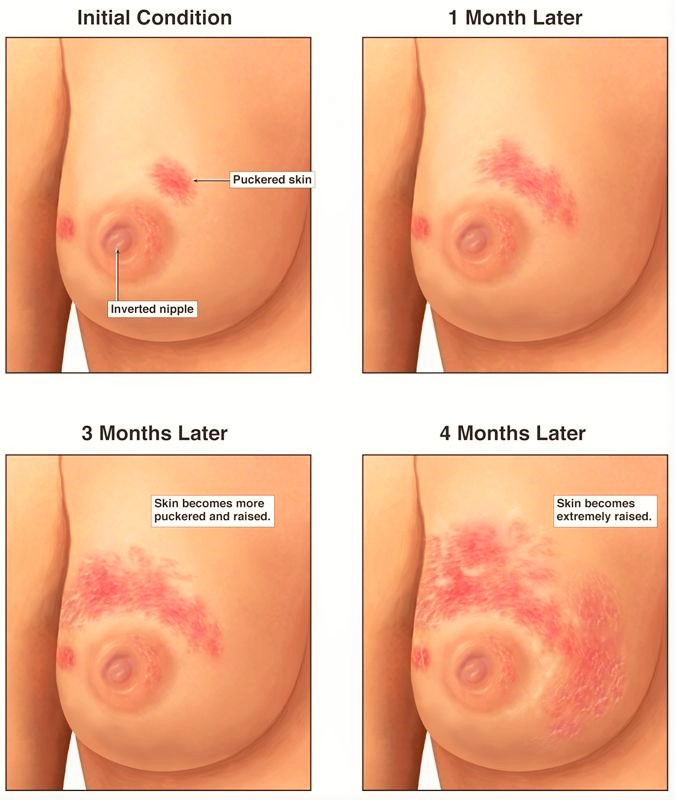 Initial Condition
1 Month Later
Puckered skin
Inverted nipple
3 Months Later
4 Months Later
Skin becomes more
puckered and raised.
Skin becomes
extremely raised.